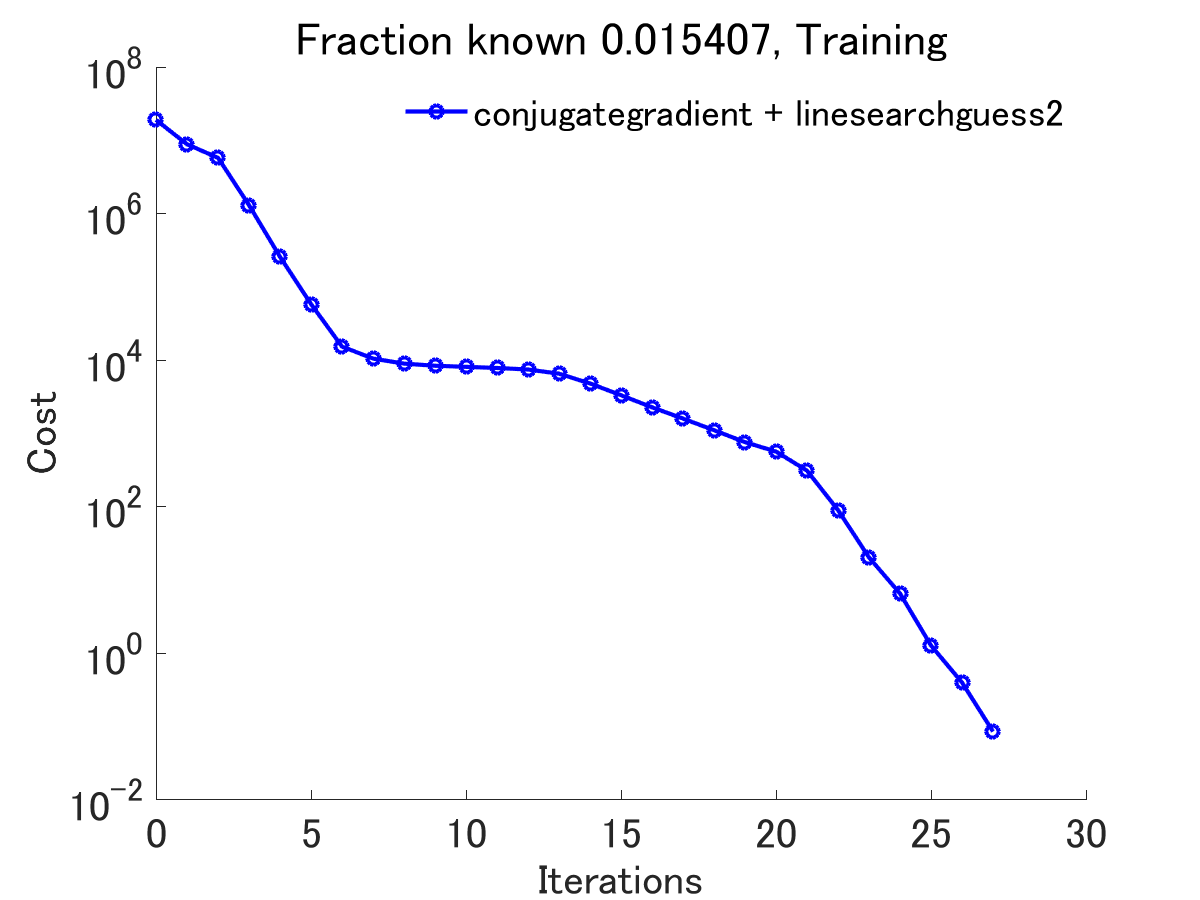 Fraction known 0.015407, Training
conjugategradient + linesearchguess2
10^8
10^6
10^4
10^2
10^0
10^-2
Cost
0 5 10 15 20 25 30
Iterations